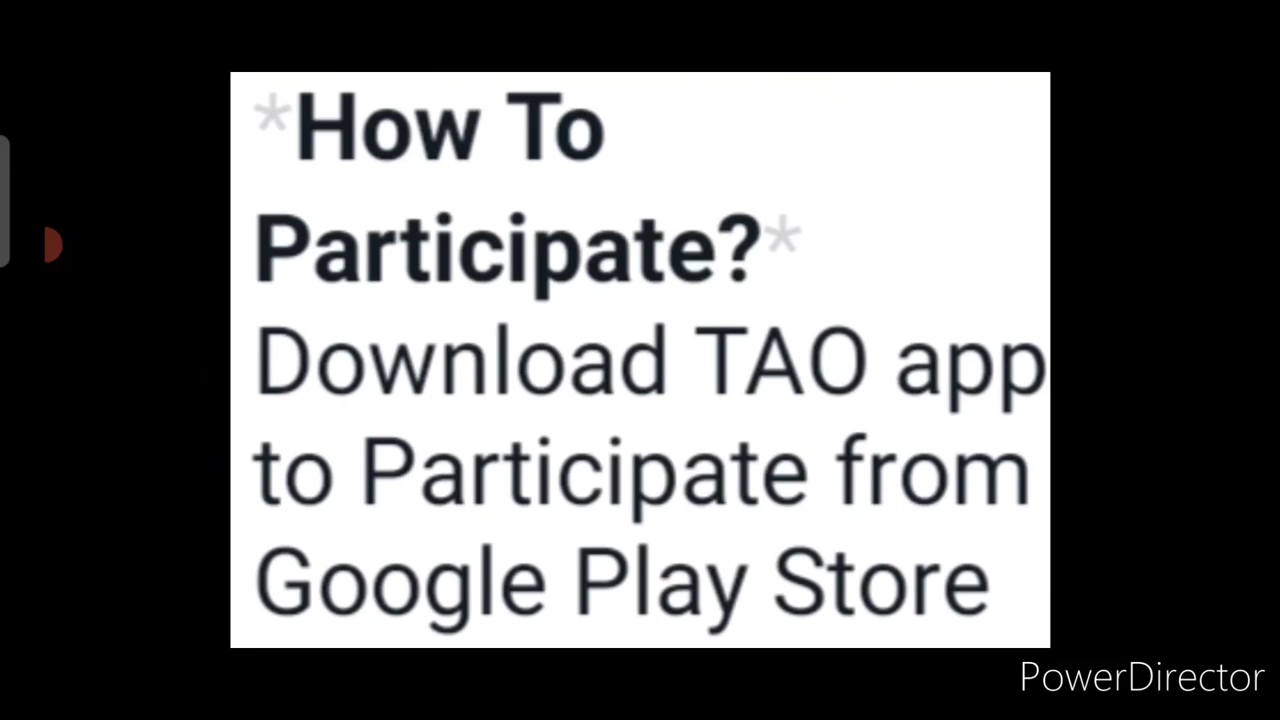 *How To
Participate?*
Download TAO app
to Participate from
Google Play Store
PowerDirector